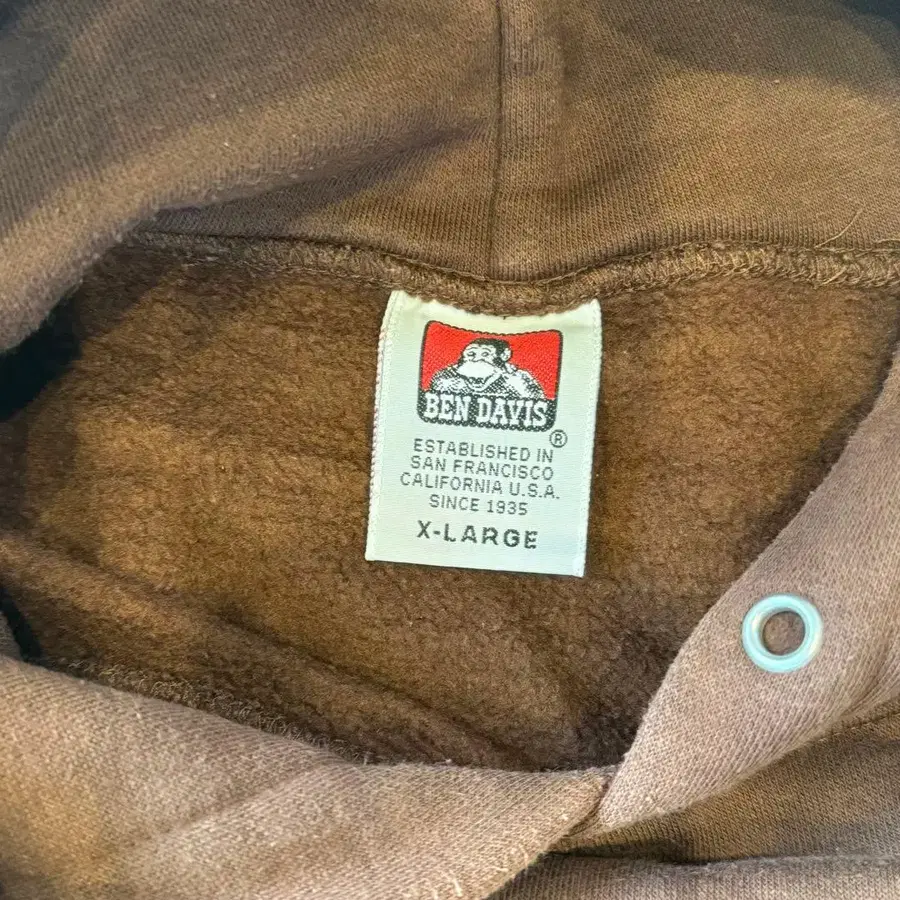 BEN DAVIS
®
ESTABLISHED IN
SAN FRANCISCO
CALIFORNIA U.S.A.
SINCE 1935
X-LARGE